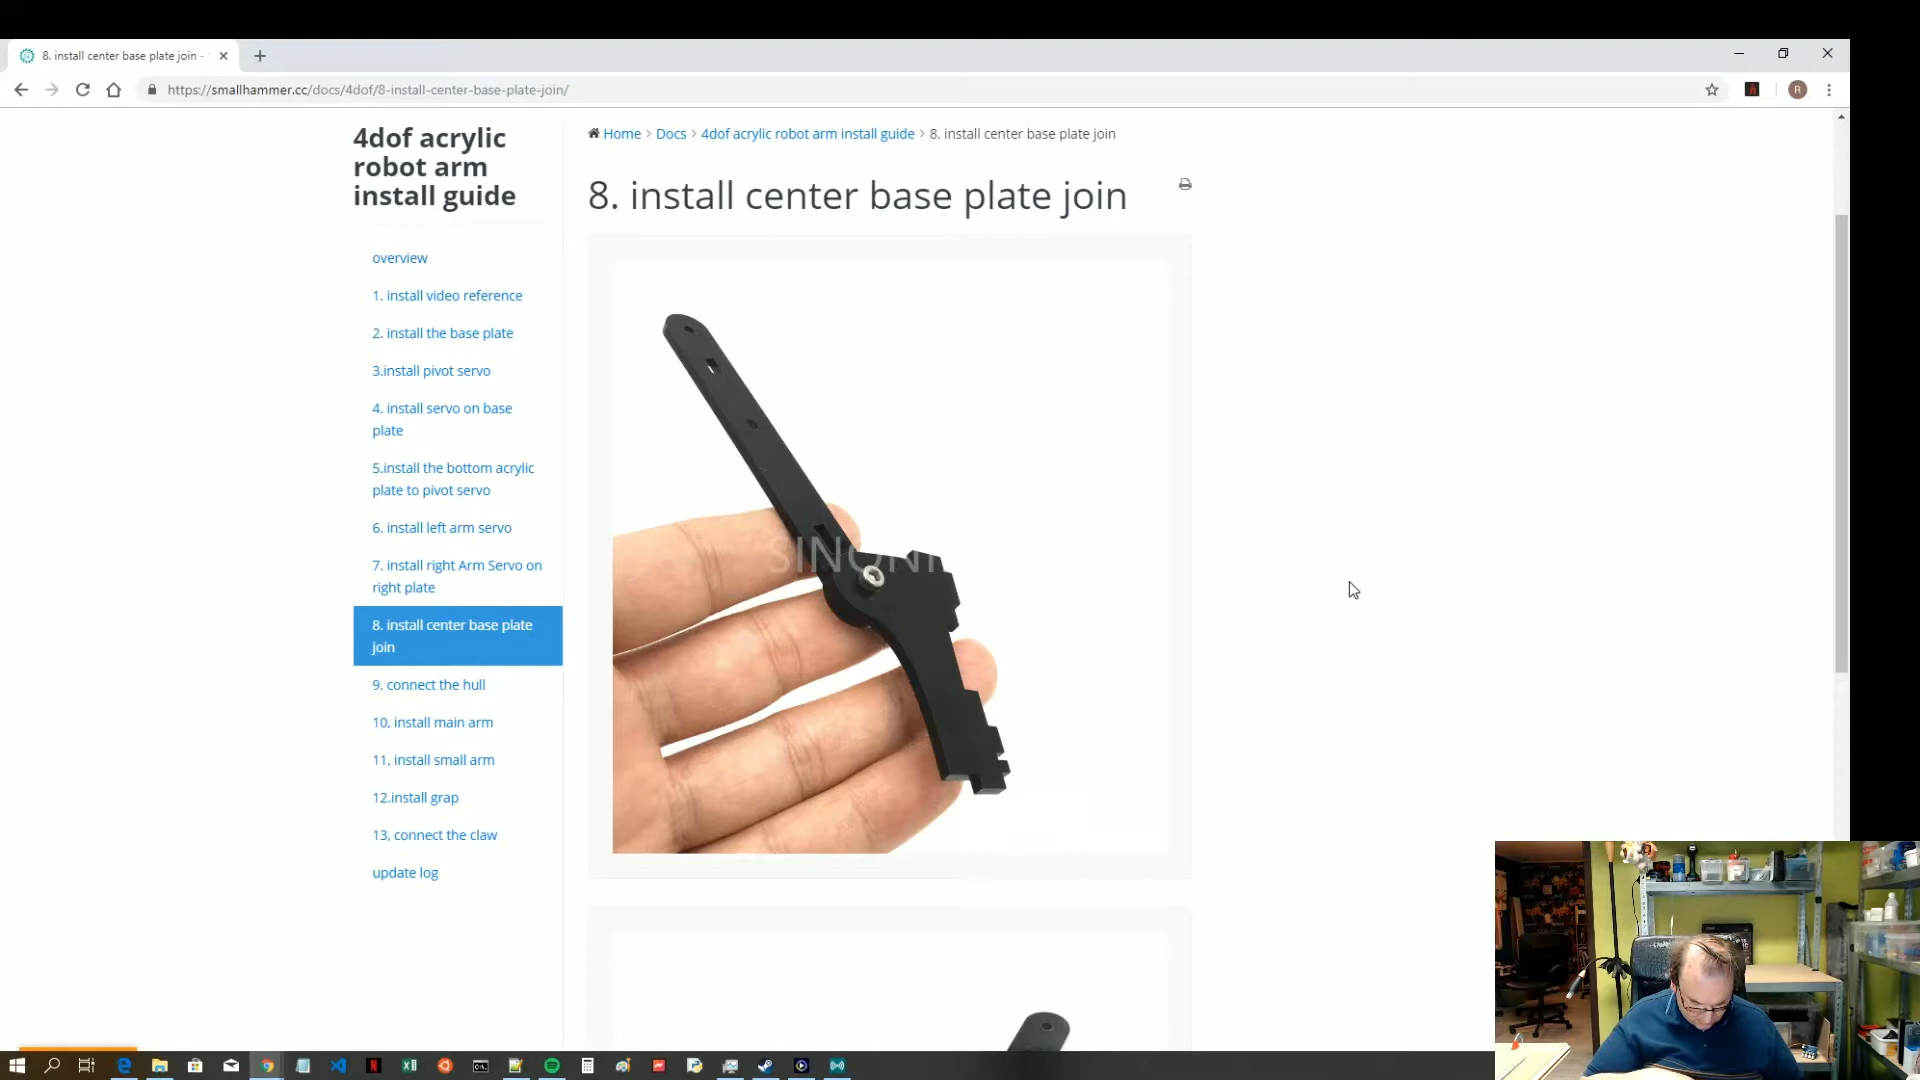 8. install center base plate join -
https://smallhammer.cc/docs/4dof/8-install-center-base-plate-join/
R
4dof acrylic
robot arm
install guide
overview
1. install video reference
2. install the base plate
3.install pivot servo
4. install servo on base
plate
5.install the bottom acrylic
plate to pivot servo
6. install left arm servo
7. install right Arm Servo on
right plate
8. install center base plate
join
9. connect the hull
10, install main arm
11, install small arm
12.install grap
13, connect the claw
update log
Home > Docs > 4dof acrylic robot arm install guide > 8. install center base plate join
8. install center base plate join